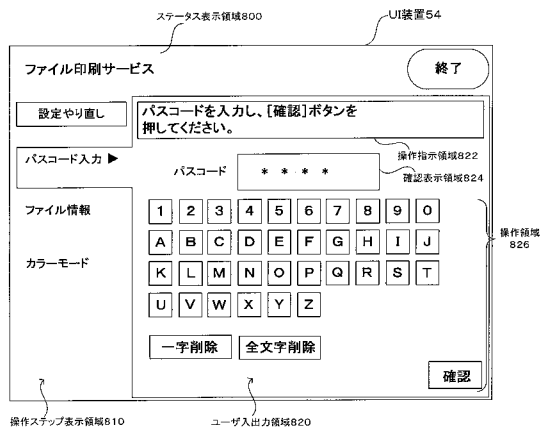 ステータス表示領域800
UI装置54
ファイル印刷サービス
終了
設定やり直し
パスコードを入力し、[確認]ボタンを
押してください。
操作指示領域822
パスコード入力 ▶
パスコード
* * * *
確認表示領域824
ファイル情報
カラーモード
1 2 3 4 5 6 7 8 9 0
A B C D E F G H I J
K L M N O P Q R S T
U V W X Y Z
操作領域
826
一字削除
全文字削除
確認
操作ステップ表示領域810
ユーザ入出力領域820